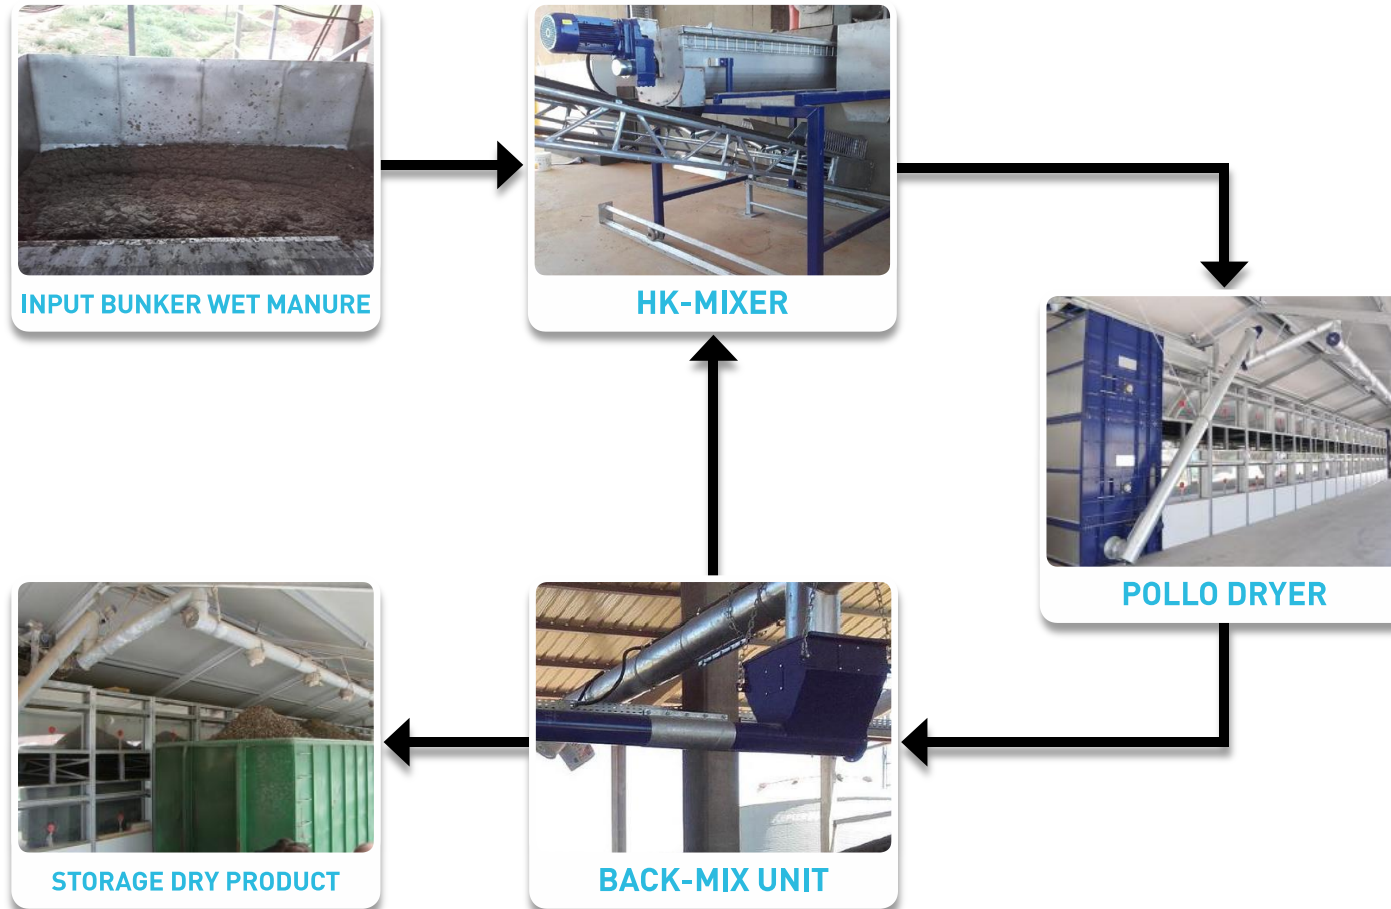 INPUT BUNKER WET MANURE
HK-MIXER
POLLO DRYER
STORAGE DRY PRODUCT
BACK-MIX UNIT